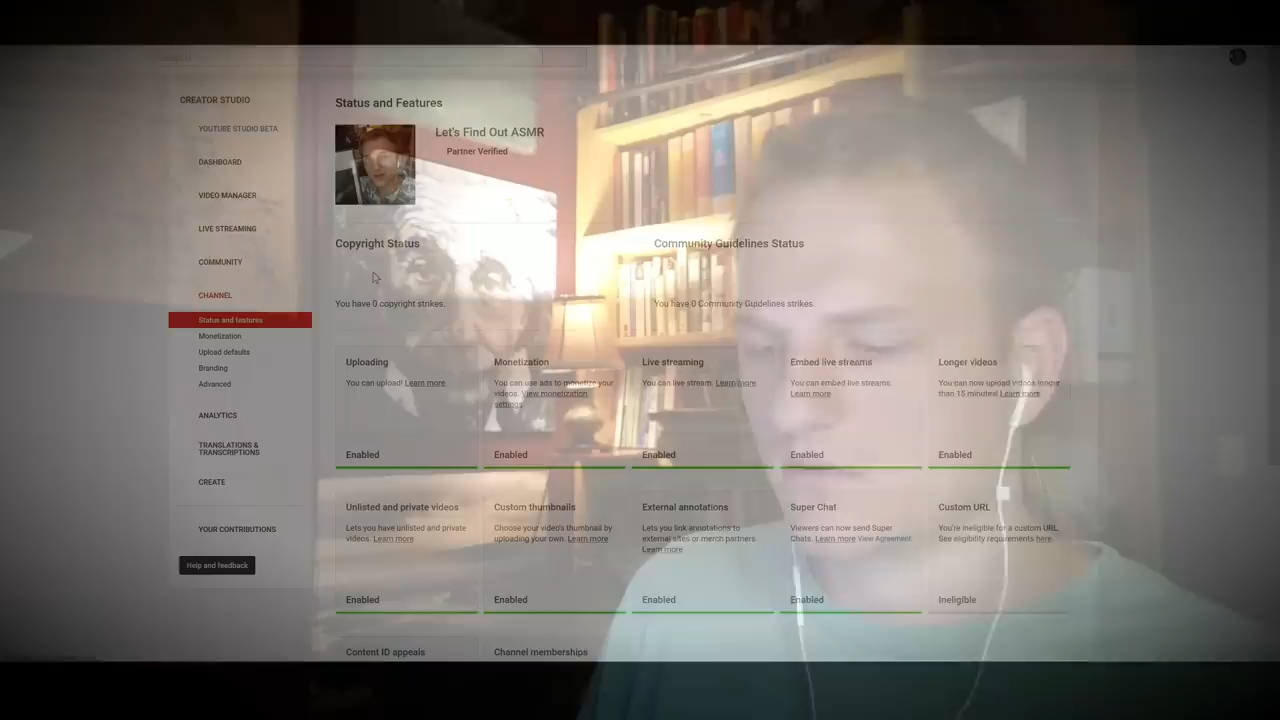 CREATOR STUDIO
YOUTUBE STUDIO BETA
DASHBOARD
VIDEO MANAGER
LIVE STREAMING
COMMUNITY
CHANNEL
Status and features
Monetization
Upload defaults
Branding
Advanced
ANALYTICS
TRANSLATIONS &
TRANSCRIPTIONS
CREATE
YOUR CONTRIBUTIONS
Help and feedback
Status and Features
Let's Find Out ASMR
Partner Verified
Copyright Status
You have 0 copyright strikes.
Community Guidelines Status
You have 0 Community Guidelines strikes.
Uploading
You can upload! Learn more
Enabled
Monetization
You can use ads to monetize your
videos. View monetization
settings
Enabled
Live streaming
You can live stream. Learn more
Enabled
Embed live streams
You can embed live streams.
Learn more
Enabled
Longer videos
You can now upload videos longer
than 15 minutes! Learn more
Enabled
Unlisted and private videos
Lets you have unlisted and private
videos. Learn more
Enabled
Custom thumbnails
Choose your video's thumbnail by
uploading your own. Learn more
Enabled
External annotations
Lets you link annotations to
external sites or merch partners.
Learn more
Enabled
Super Chat
Viewers can now send Super
Chats. Learn more View Agreement
Enabled
Custom URL
You're ineligible for a custom URL.
See eligibility requirements here.
Ineligible
Content ID appeals
Channel memberships